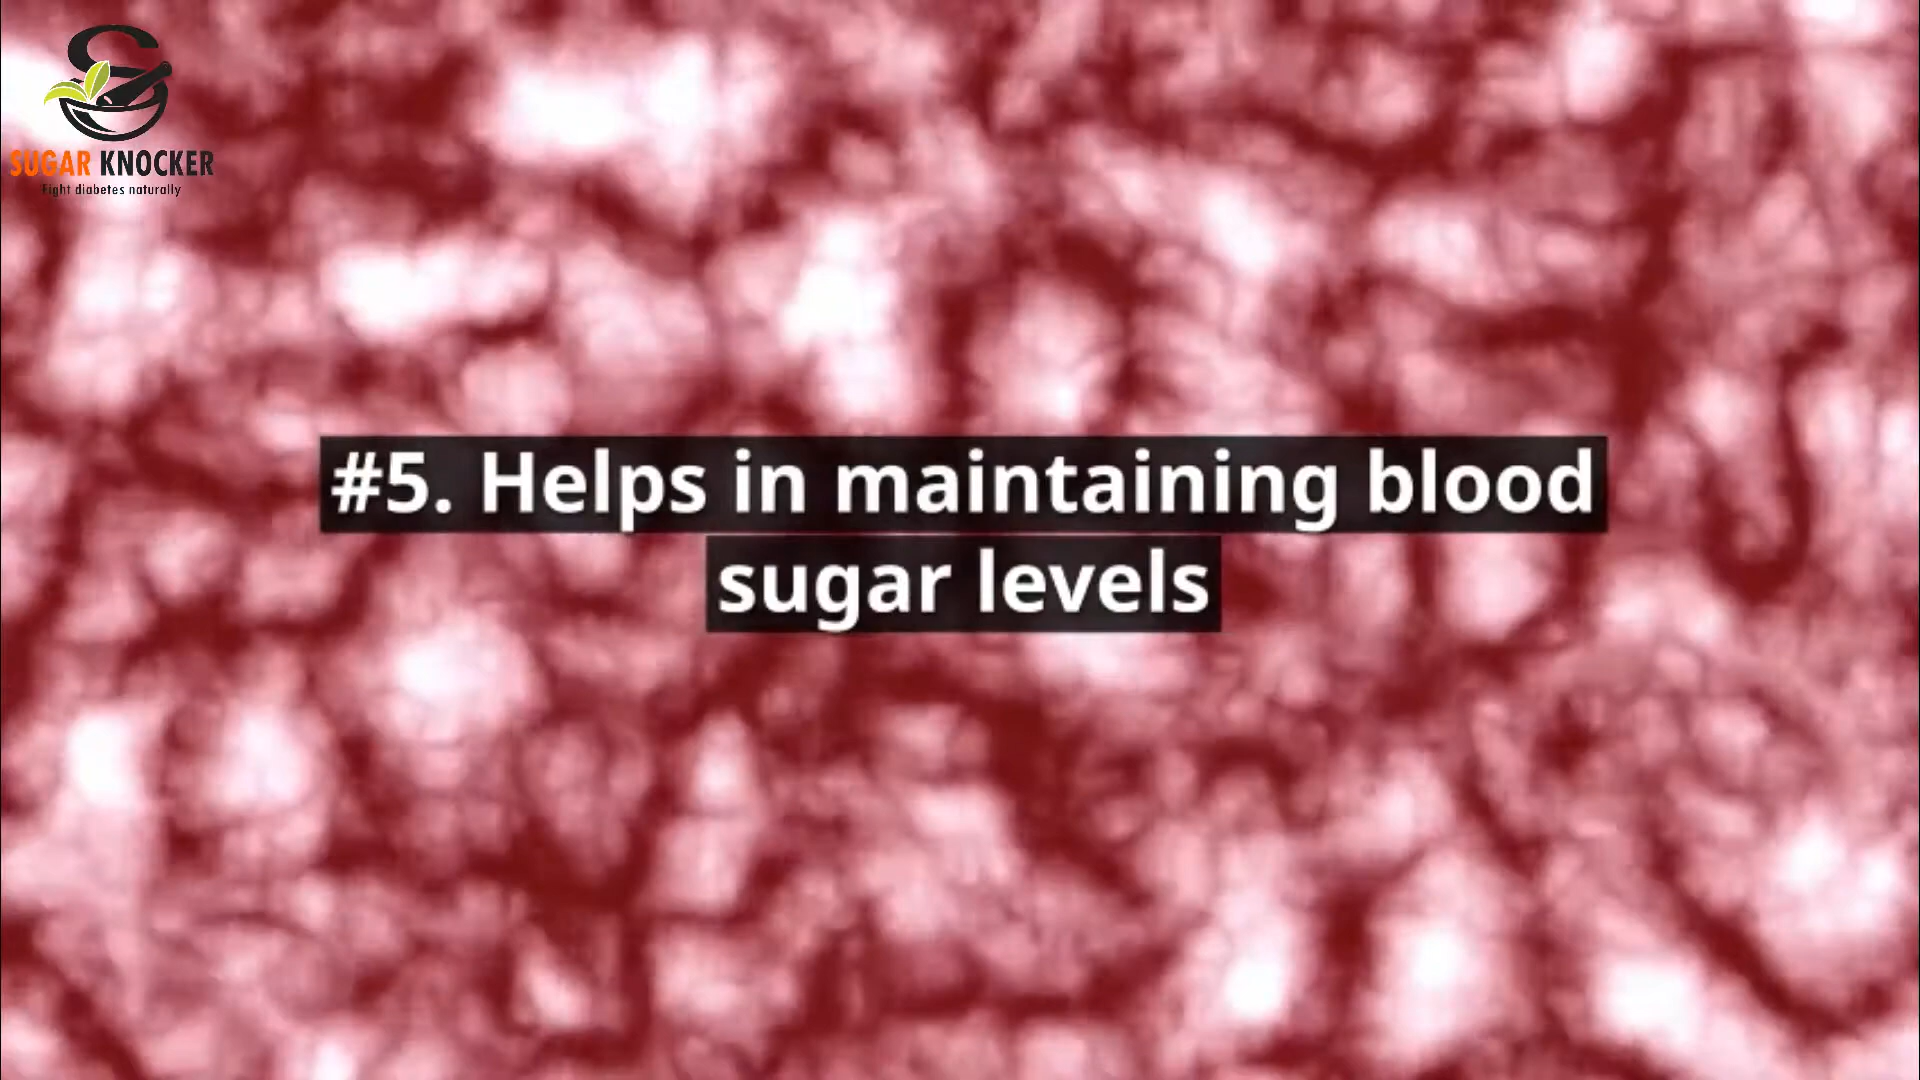 SUGAR KNOCKER
Fight diabetes naturally
#5. Helps in maintaining blood
sugar levels